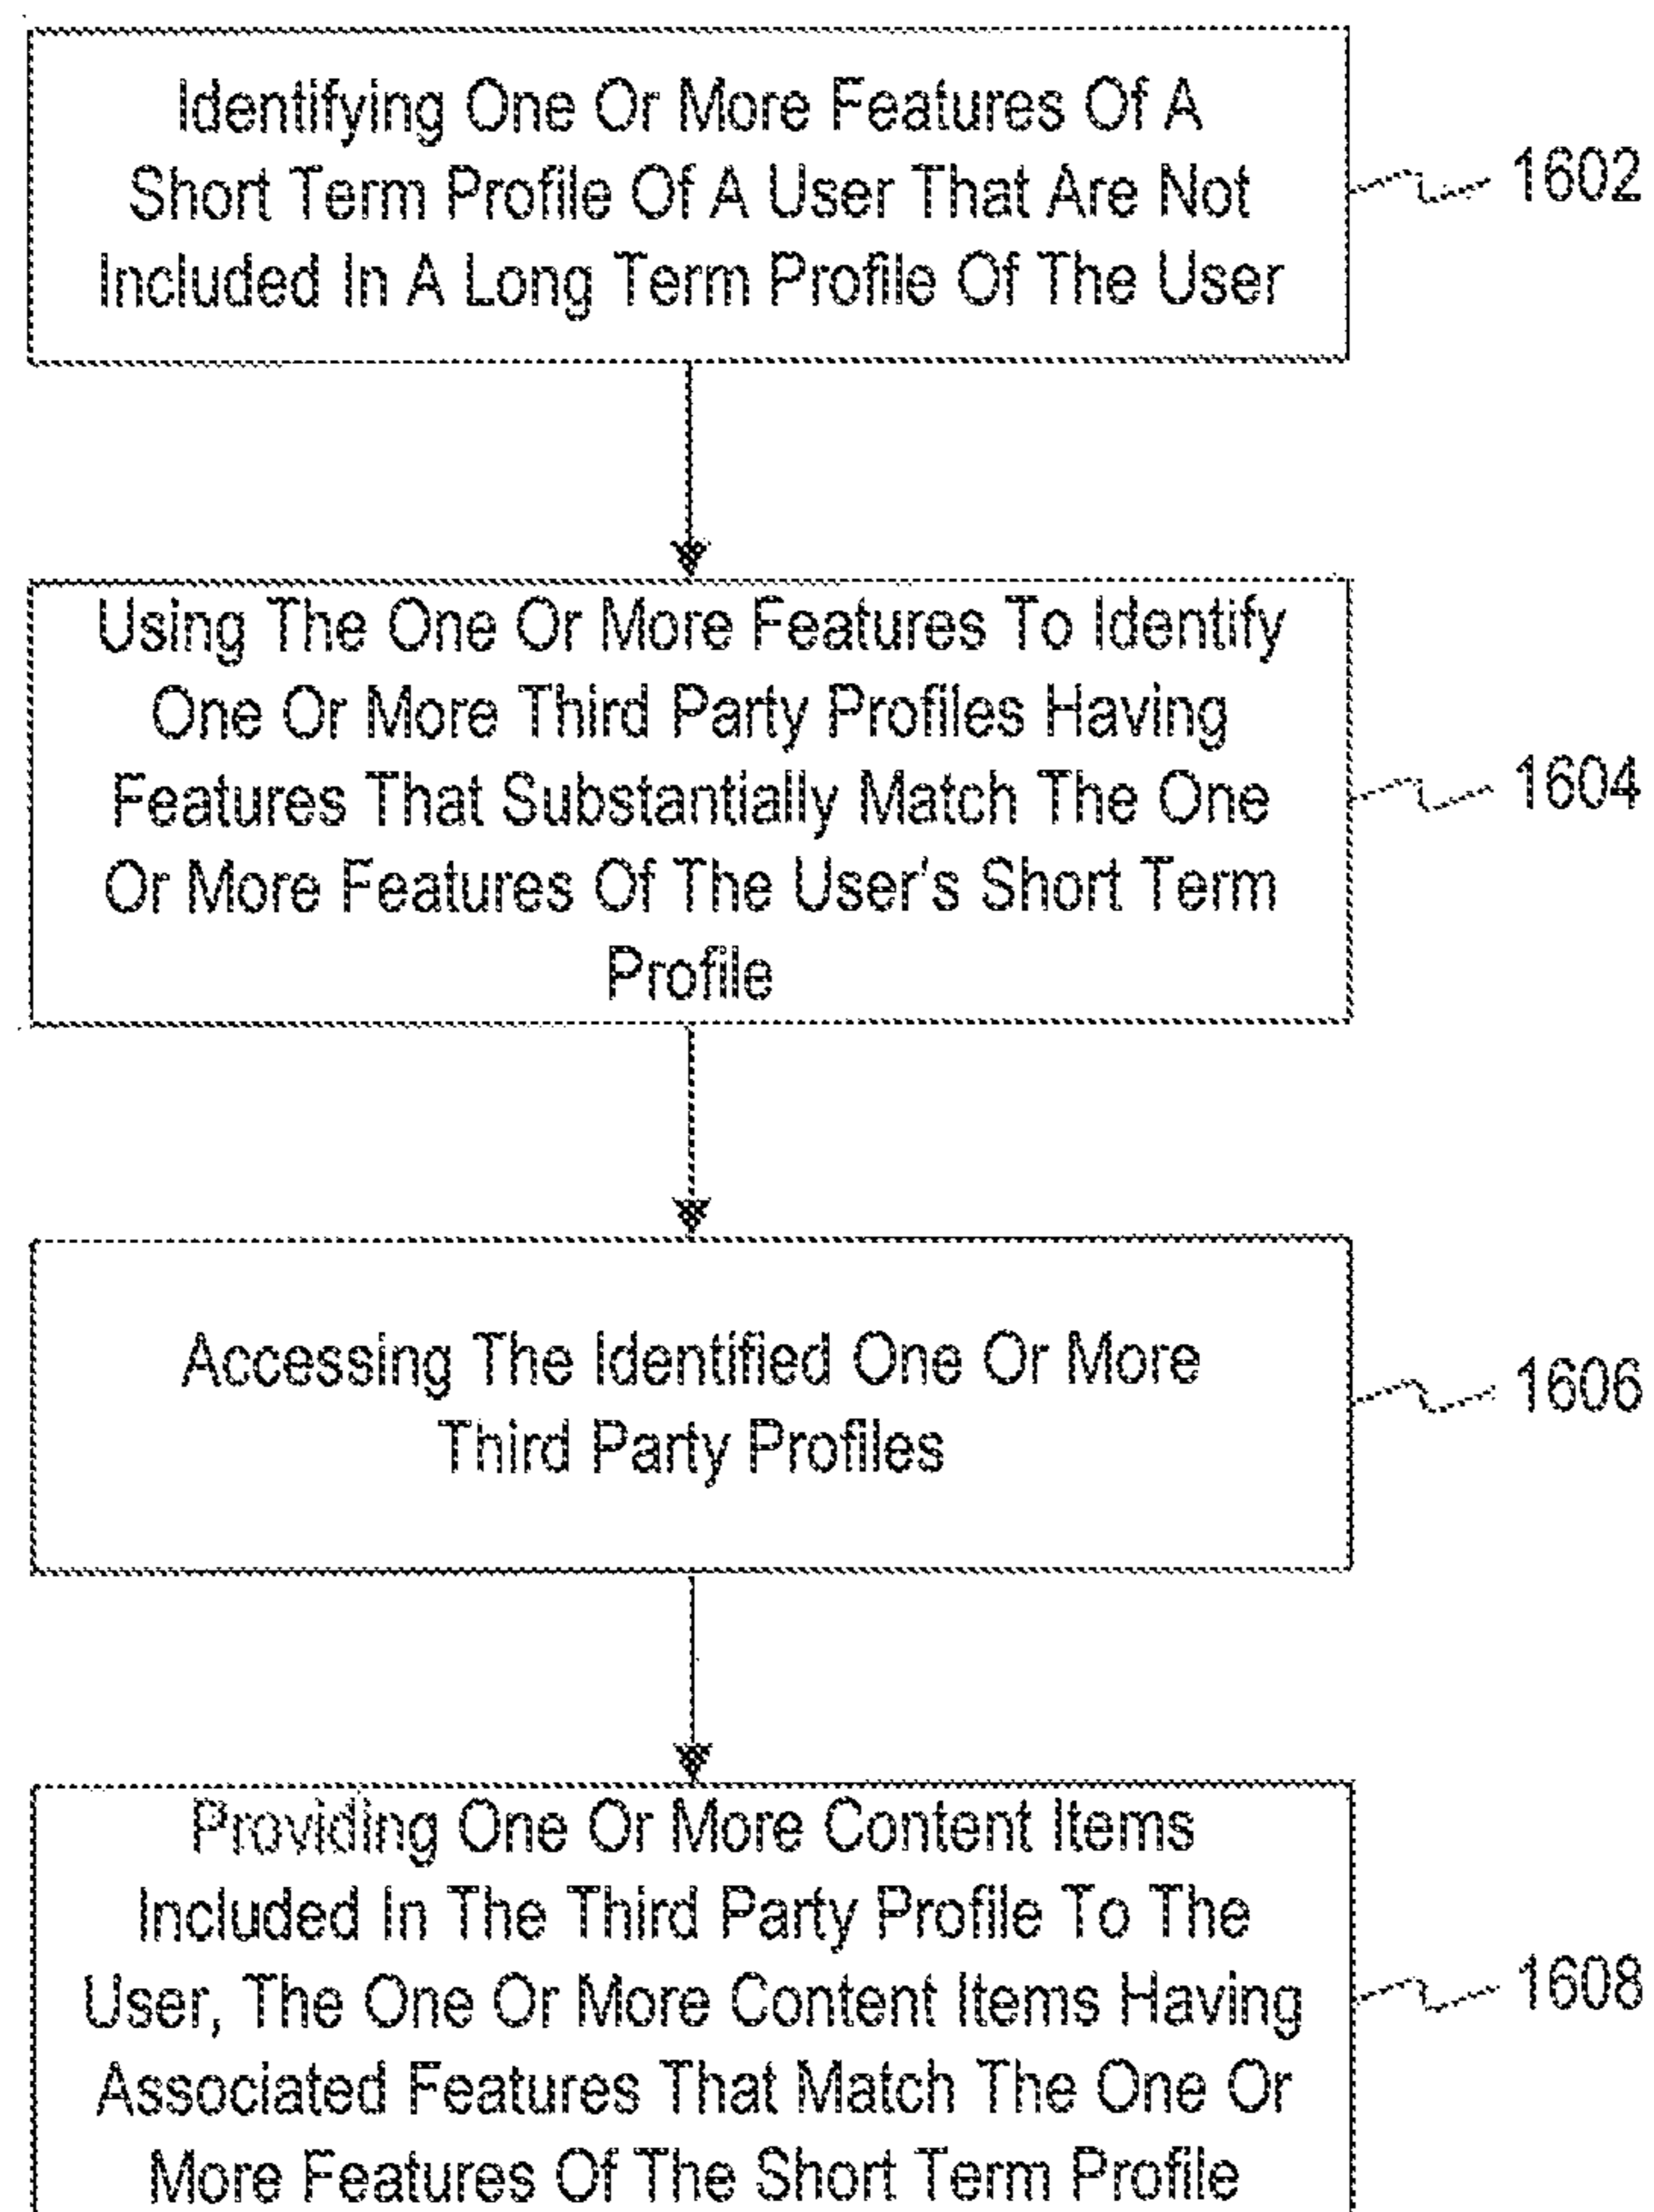 Identifying One Or More Features Of A
Short Term Profile Of A User That Are Not
Included In A Long Term Profile Of The User
1602
Using The One Or More Features To Identify
One Or More Third Party Profiles Having
Features That Substantially Match The One
Or More Features Of The User's Short Term
Profile
1604
Accessing The Identified One Or More
Third Party Profiles
1606
Providing One Or More Content Items
Included In The Third Party Profile To The
User, The One Or More Content Items Having
Associated Features That Match The One Or
More Features Of The Short Term Profile
1608